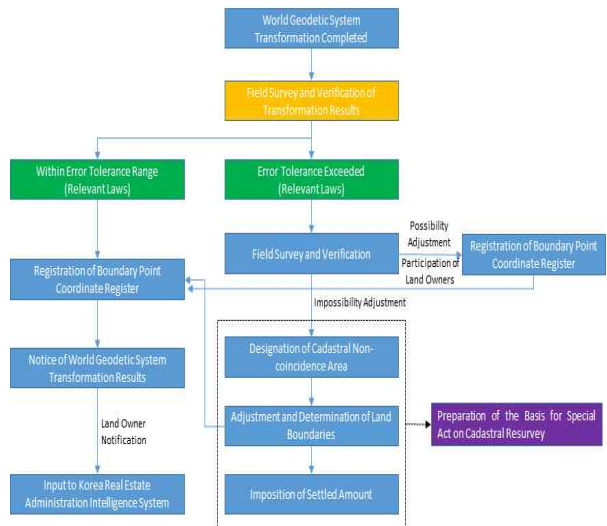 World Geodetic System
Transformation Completed
Field Survey and Verification of
Transformation Results
Within Error Tolerance Range
(Relevant Laws)
Error Tolerance Exceeded
(Relevant Laws)
Possibility
Adjustment
Field Survey and Verification
Participation of
Land Owners
Registration of Boundary Point
Coordinate Register
Registration of Boundary Point
Coordinate Register
Impossibility Adjustment
Designation of Cadastral Non-
coincidence Area
Notice of World Geodetic System
Transformation Results
Adjustment and Determination of Land
Boundaries
Preparation of the Basis for Special
Act on Cadastral Resurvey
Land Owner
Notification
Input to Korea Real Estate
Administration Intelligence System
Imposition of Settled Amount